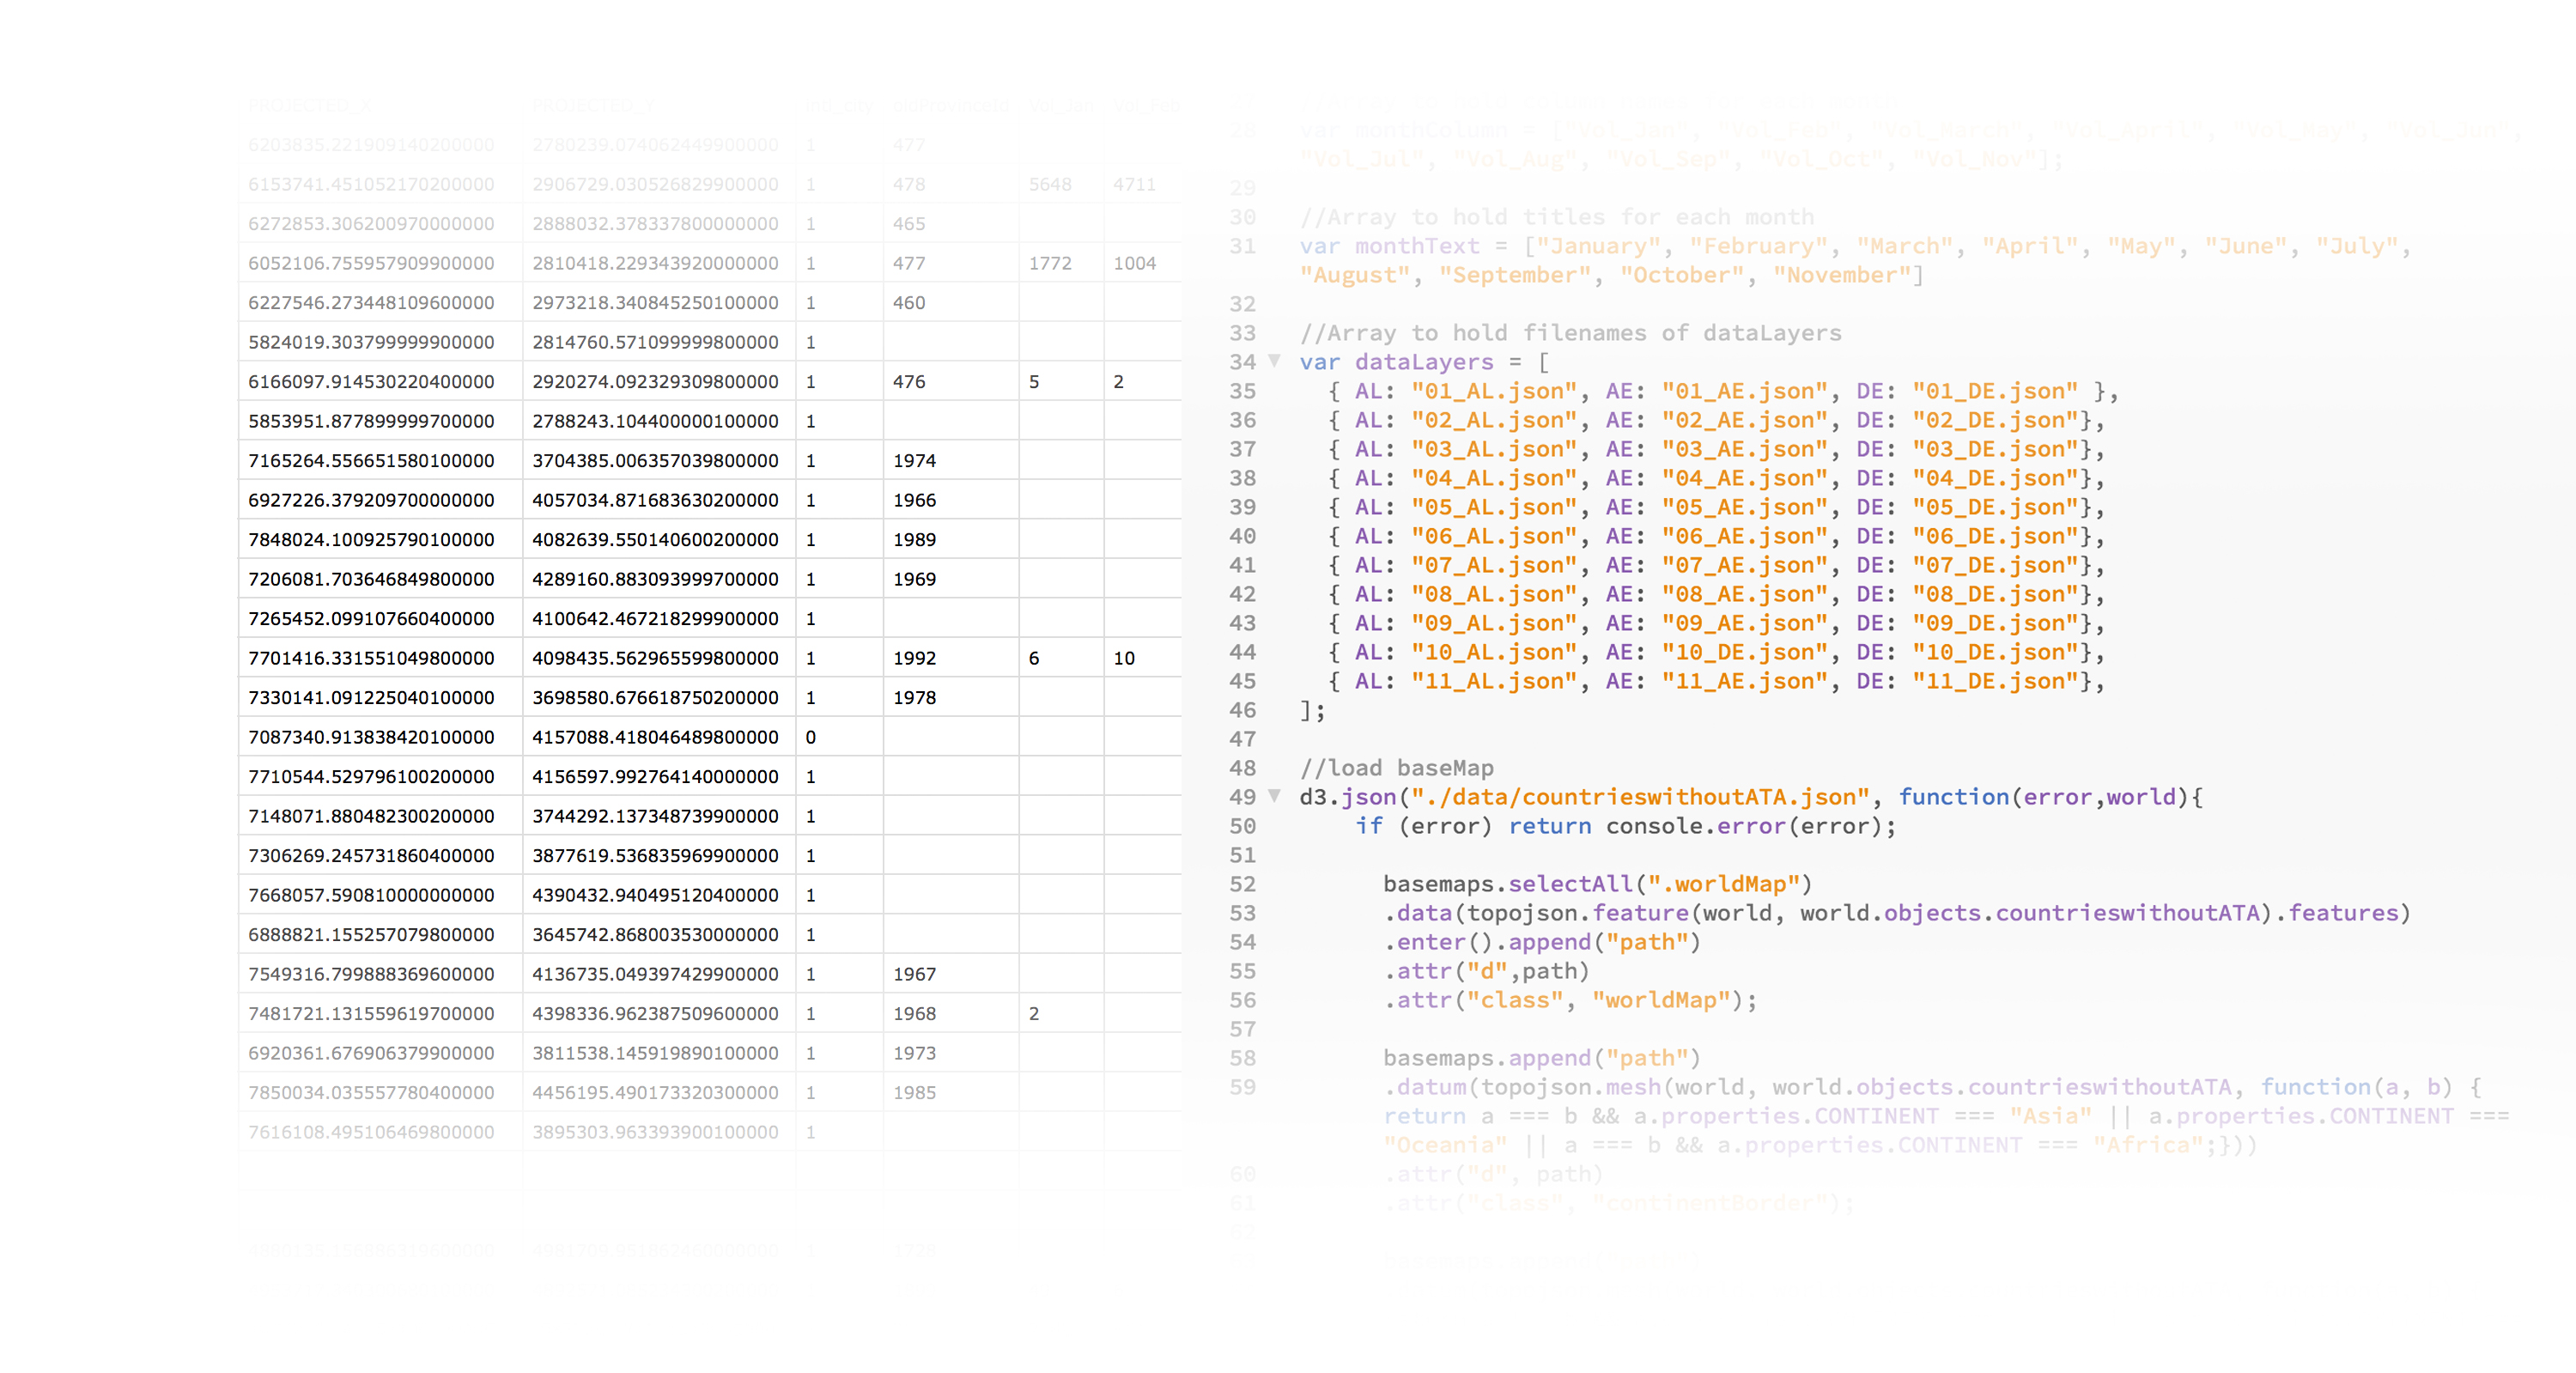 PROJECTED_X PROJECTED_Y ind_city oldProvinceId Vol_Jan Vol_Feb
6203835.221909140200000 2780239.074062449900000 1 477
6153741.451052170200000 2906729.030526829900000 1 478 5648 4711
6272853.306200970000000 2888032.378337800000000 1 465
6052106.755957909900000 2810418.229343920000000 1 477 1772 1004
6227546.273448109600000 2973218.340845250100000 1 460
5824019.303799999900000 2814760.571099999800000 1
6166097.914530220400000 2920274.092329309800000 1 476 5 2
5853951.877899999700000 2788243.104400000100000 1
7165264.556651580100000 3704385.006357039800000 1 1974
6927226.379209700000000 4057034.871683630200000 1 1966
7848024.100925790100000 4082639.550140600200000 1 1989
7206081.703646849800000 4289160.883093999700000 1 1969
7265452.099107660400000 4100642.467218299900000 1
7701416.331551049800000 4098435.562965599800000 1 1992 6 10
7330141.091225040100000 3698580.676618750200000 1 1978
7087340.913838420100000 4157088.418046489800000 0
7710544.529796100200000 4156597.992764140000000 1
7148071.880482300200000 3744292.137348739900000 1
7306269.245731860400000 3877619.536835969900000 1
7668057.590810000000000 4390432.940495120400000 1
6888821.155257079800000 3645742.868003530000000 1
7549316.799888369600000 4136735.049397429900000 1 1967
7481721.131559619700000 4398336.962387509600000 1 1968 2
6920361.676906379900000 3811538.145919890100000 1 1973
7850034.035557780400000 4456195.490173320300000 1 1985
7616108.495106469800000 3895303.963393900100000 1
1 1728
28 var monthColumn = ["Vol_Jan", "Vol_Feb", "Vol_March", "Vol_April", "Vol_May", "Vol_Jun",
"Vol_Jul", "Vol_Aug", "Vol_Sep", "Vol_Oct", "Vol_Nov"];
29
30 //Array to hold titles for each month
31 var monthText = ["January", "February", "March", "April", "May", "June", "July",
"August", "September", "October", "November"]
32
33 //Array to hold filenames of dataLayers
34 ▼ var dataLayers = [
35 { AL: "01_AL.json", AE: "01_AE.json", DE: "01_DE.json" },
36 { AL: "02_AL.json", AE: "02_AE.json", DE: "02_DE.json"},
37 { AL: "03_AL.json", AE: "03_AE.json", DE: "03_DE.json"},
38 { AL: "04_AL.json", AE: "04_AE.json", DE: "04_DE.json"},
39 { AL: "05_AL.json", AE: "05_AE.json", DE: "05_DE.json"},
40 { AL: "06_AL.json", AE: "06_AE.json", DE: "06_DE.json"},
41 { AL: "07_AL.json", AE: "07_AE.json", DE: "07_DE.json"},
42 { AL: "08_AL.json", AE: "08_AE.json", DE: "08_DE.json"},
43 { AL: "09_AL.json", AE: "09_AE.json", DE: "09_DE.json"},
44 { AL: "10_AL.json", AE: "10_DE.json", DE: "10_DE.json"},
45 { AL: "11_AL.json", AE: "11_AE.json", DE: "11_DE.json"},
46 ];
47
48 //load baseMap
49 ▼ d3.json("./data/countrieswithoutATA.json", function(error,world){
50 if (error) return console.error(error);
51
52 basemaps.selectAll(".worldMap")
53 .data(topojson.feature(world, world.objects.countrieswithoutATA).features)
54 .enter().append("path")
55 .attr("d",path)
56 .attr("class", "worldMap");
57
58 basemaps.append("path")
59 .datum(topojson.mesh(world, world.objects.countrieswithoutATA, function(a, b) {
return a === b && a.properties.CONTINENT === "Asia" || a.properties.CONTINENT ===
"Oceania" || a === b && a.properties.CONTINENT === "Africa";}))
60 .attr("d", path)
61 .attr("class", "continentBorder");
62